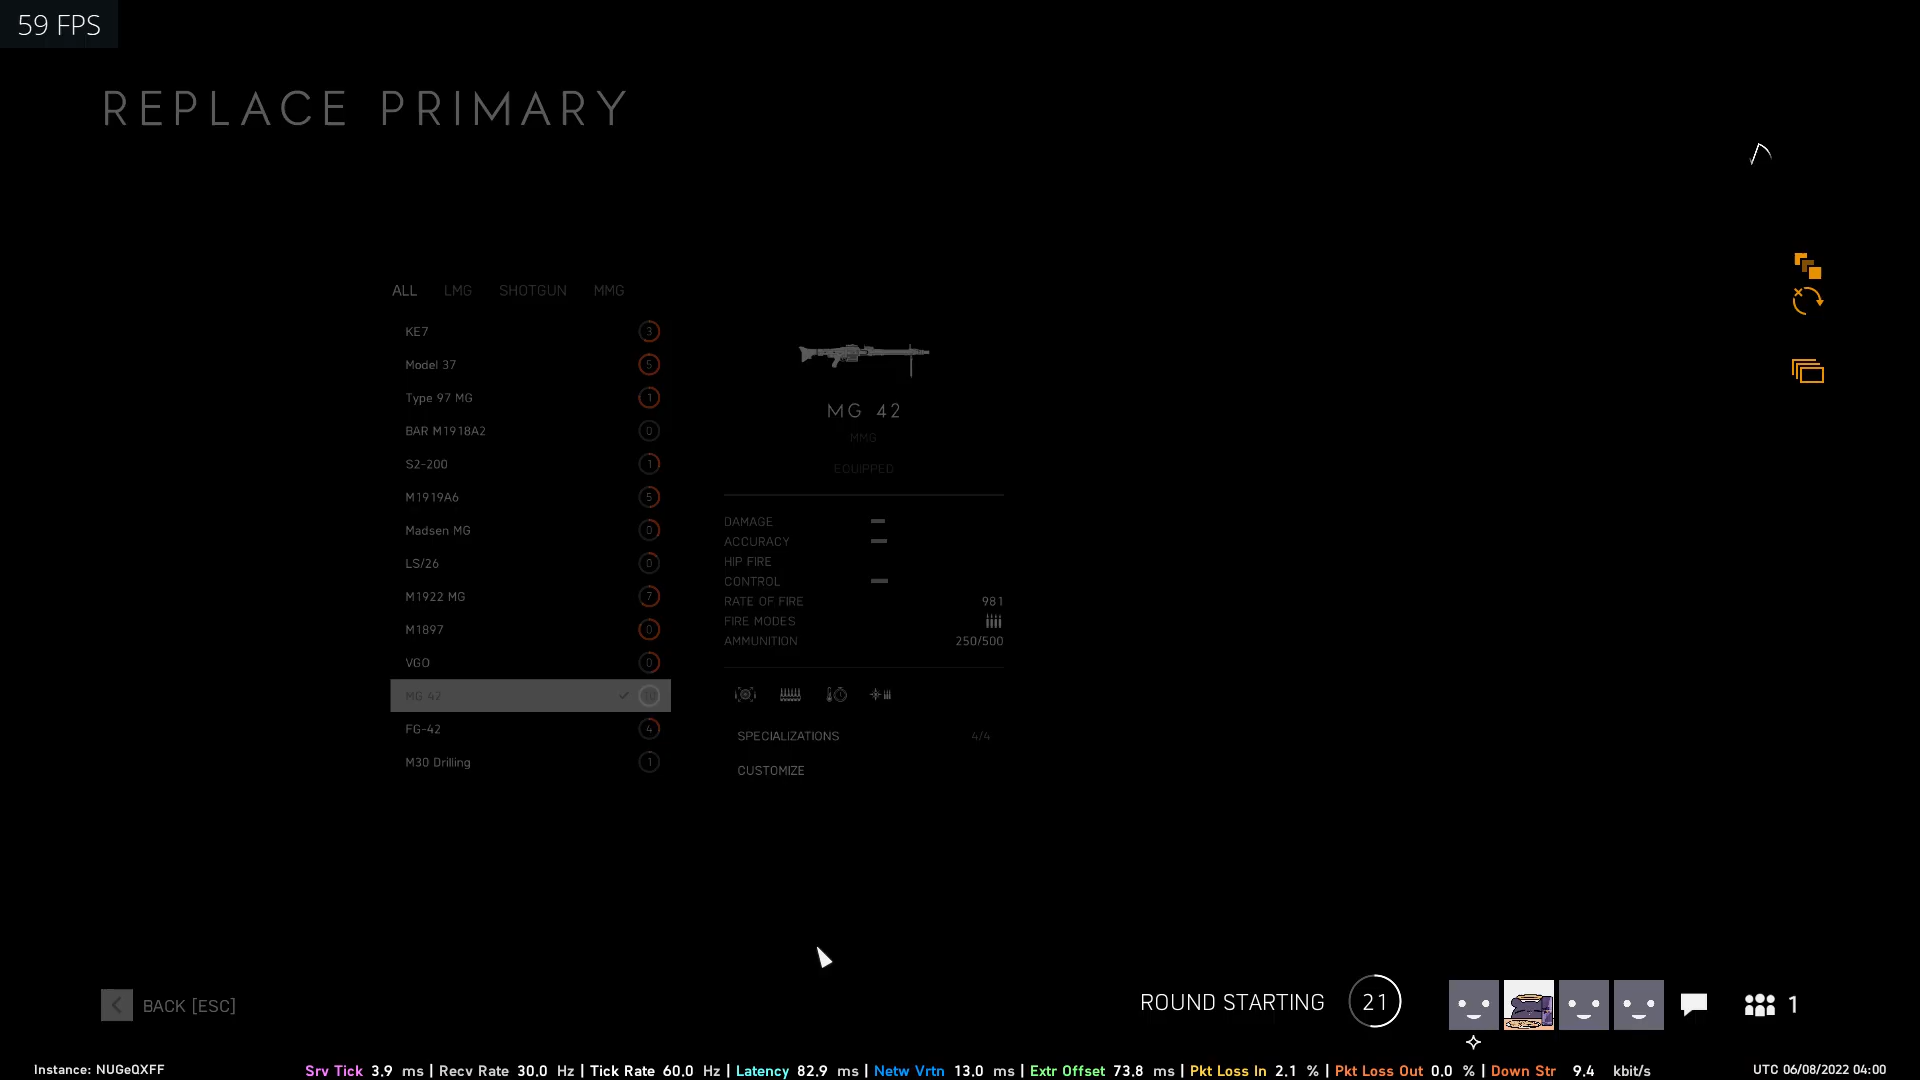 59 FPS
REPLACE PRIMARY
ALL LMG SHOTGUN MMG
KE7 3
Model 37 5
Type 97 MG 1
BAR M1918A2 0
S2-200 1
M1919A6 5
Madsen MG 0
LS/26 0
M1922 MG 7
M1897 0
VGO 0
MG 42
FG-42 4
M30 Drilling 1
MG 42
MMG
EQUIPPED
DAMAGE
ACCURACY
HIP FIRE
CONTROL
RATE OF FIRE 981
FIRE MODES
AMMUNITION 250/500
SPECIALIZATIONS 4/4
CUSTOMIZE
BACK [ESC]
ROUND STARTING 21
1
Instance: NUGeQXFF
Srv Tick 3.9 ms | Recv Rate 30.0 Hz | Tick Rate 60.0 Hz | Latency 82.9 ms | Netw Vrtn 13.0 ms | Extr Offset 73.8 ms | Pkt Loss In 2.1 % | Pkt Loss Out 0.0 % | Down Str 9.4 kbit/s
UTC 06/08/2022 04:00